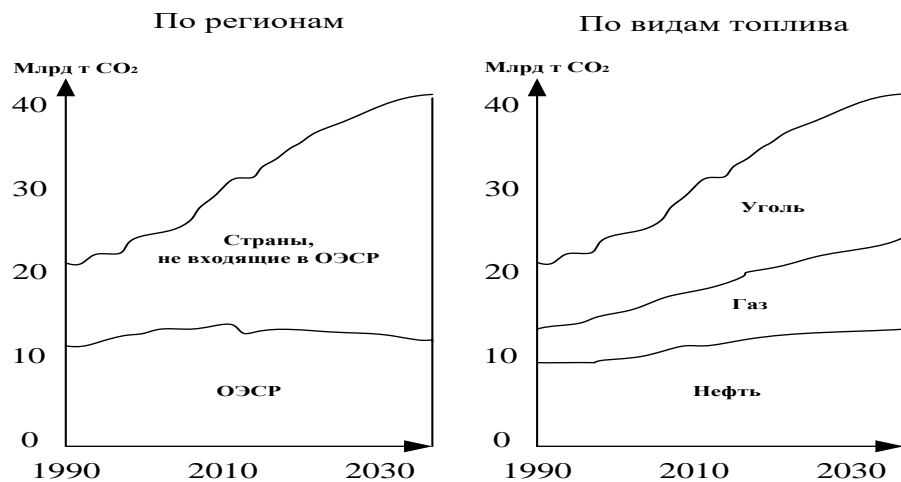 По регионам
Млрд т CO₂
40
30
20
10
0
Страны,
не входящие в ОЭСР
ОЭСР
1990 2010 2030
По видам топлива
Млрд т CO₂
40
30
20
10
0
Уголь
Газ
Нефть
1990 2010 2030